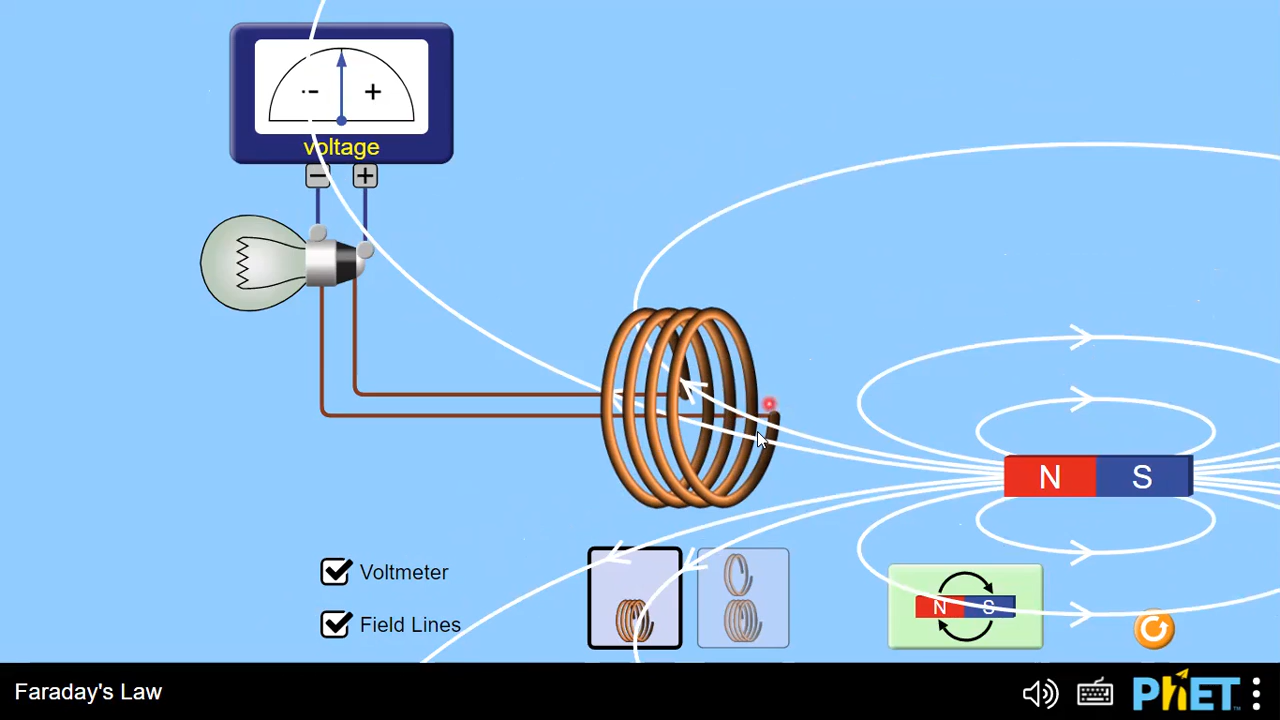 - +
voltage
− +
N S
Voltmeter
Field Lines
N S
Faraday's Law
PhET